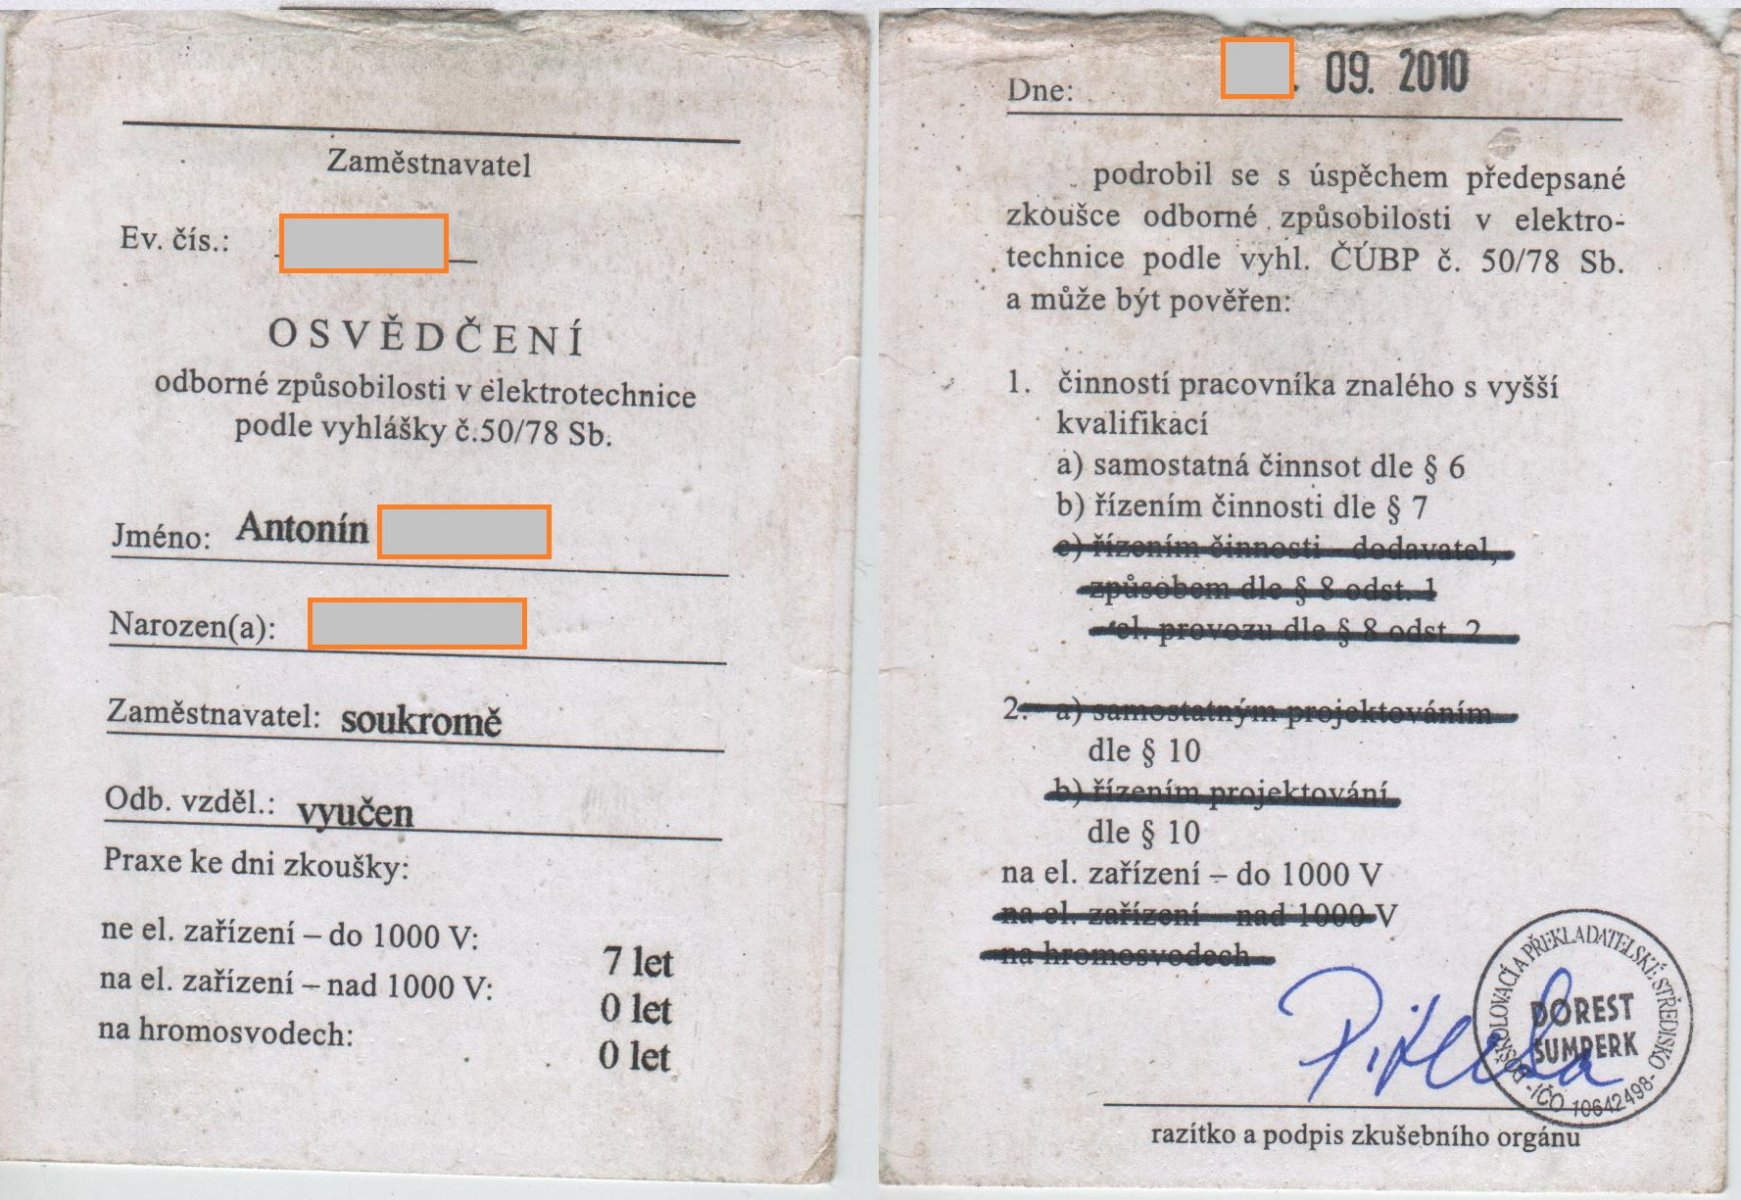 Zaměstnavatel
Ev. čís.:
OSVĚDČENÍ
odborné způsobilosti v elektrotechnice
podle vyhlášky č.50/78 Sb.
Jméno: Antonín
Narozen(a):
Zaměstnavatel: soukromě
Odb. vzděl.: vyučen
Praxe ke dni zkoušky:
ne el. zařízení – do 1000 V: 7 let
na el. zařízení – nad 1000 V: 0 let
na hromosvodech: 0 let
Dne: . 09. 2010
podrobil se s úspěchem předepsané
zkoušce odborné způsobilosti v elektro-
technice podle vyhl. ČÚBP č. 50/78 Sb.
a může být pověřen:
1. činností pracovníka znalého s vyšší
kvalifikací
a) samostatná činnsot dle § 6
b) řízením činnosti dle § 7
c) řízením činnosti – dodavatel,
způsobem dle § 8 odst. 1
el. provozu dle § 8 odst. 2
2. a) samostatným projektováním
dle § 10
b) řízením projektování
dle § 10
na el. zařízení – do 1000 V
na el. zařízení – nad 1000 V
na hromosvodech
DOŠKOLOVACÍ A PŘEKLADATELSKÉ STŘEDISKO
DOREST
ŠUMPERK
-IČO 10642498-
razítko a podpis zkušebního orgánu